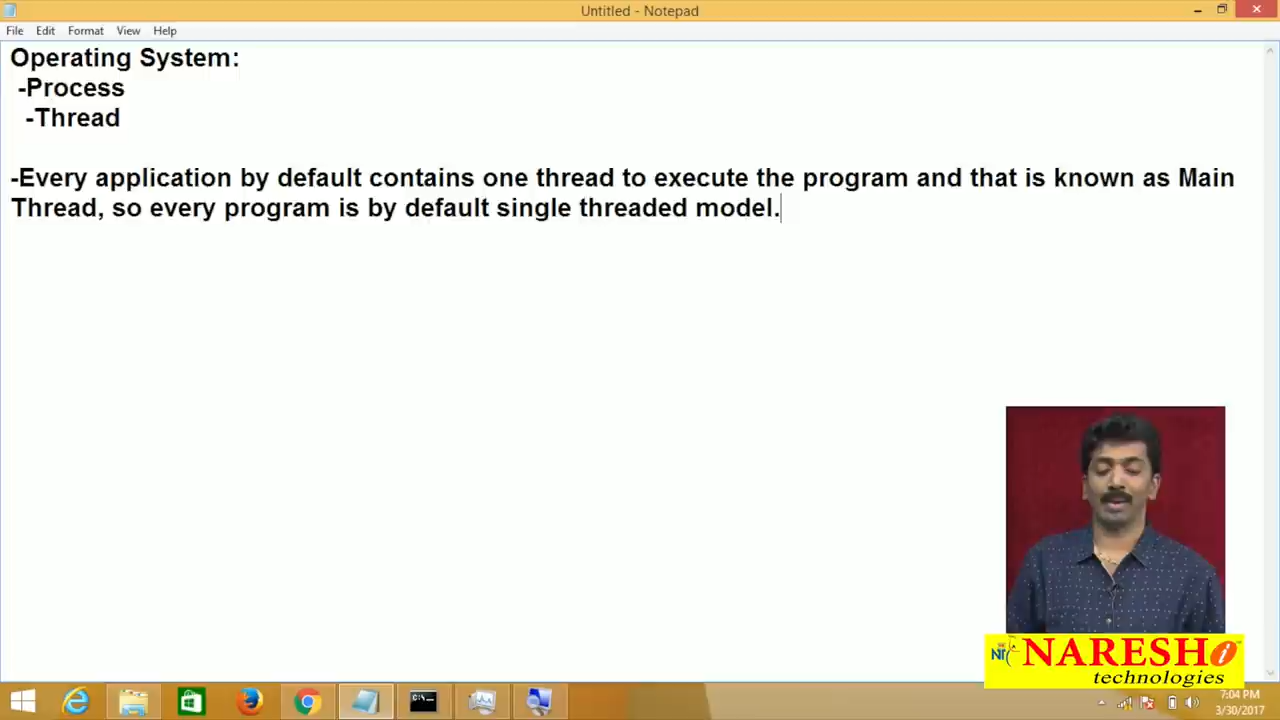 Untitled - Notepad
File Edit Format View Help
Operating System:
-Process
-Thread
-Every application by default contains one thread to execute the program and that is known as Main
Thread, so every program is by default single threaded model.
NARESH i
technologies
7:04 PM
3/30/2017